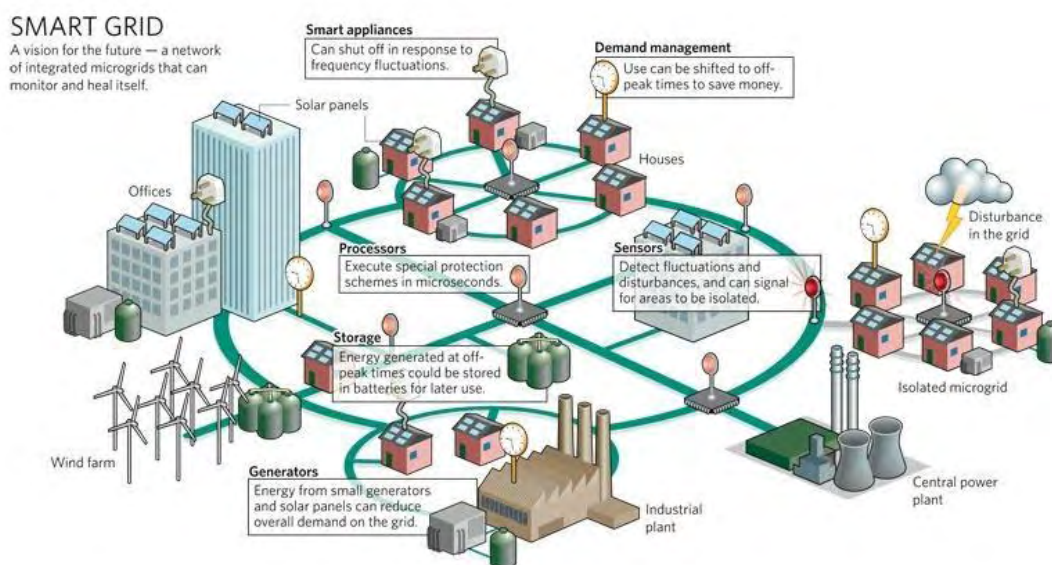 SMART GRID
A vision for the future — a network
of integrated microgrids that can
monitor and heal itself.
Smart appliances
Can shut off in response to
frequency fluctuations.
Demand management
Use can be shifted to off-
peak times to save money.
Solar panels
Houses
Offices
Disturbance
in the grid
Processors
Execute special protection
schemes in microseconds.
Sensors
Detect fluctuations and
disturbances, and can signal
for areas to be isolated.
Storage
Energy generated at off-
peak times could be stored
in batteries for later use.
Isolated microgrid
Wind farm
Generators
Energy from small generators
and solar panels can reduce
overall demand on the grid.
Industrial
plant
Central power
plant